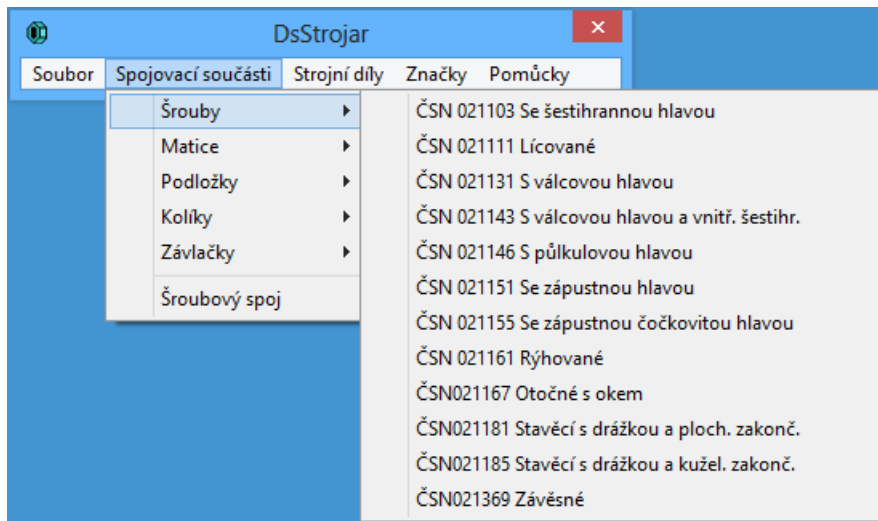 DsStrojar
Soubor Spojovací součásti Strojní díly Značky Pomůcky
Šrouby
Matice
Podložky
Kolíky
Závlačky
Šroubový spoj
ČSN 021103 Se šestihrannou hlavou
ČSN 021111 Lícované
ČSN 021131 S válcovou hlavou
ČSN 021143 S válcovou hlavou a vnitř. šestihr.
ČSN 021146 S půlkulovou hlavou
ČSN 021151 Se zápustnou hlavou
ČSN 021155 Se zápustnou čočkovitou hlavou
ČSN 021161 Rýhované
ČSN021167 Otočné s okem
ČSN021181 Stavěcí s drážkou a ploch. zakonč.
ČSN021185 Stavěcí s drážkou a kužel. zakonč.
ČSN021369 Závěsné